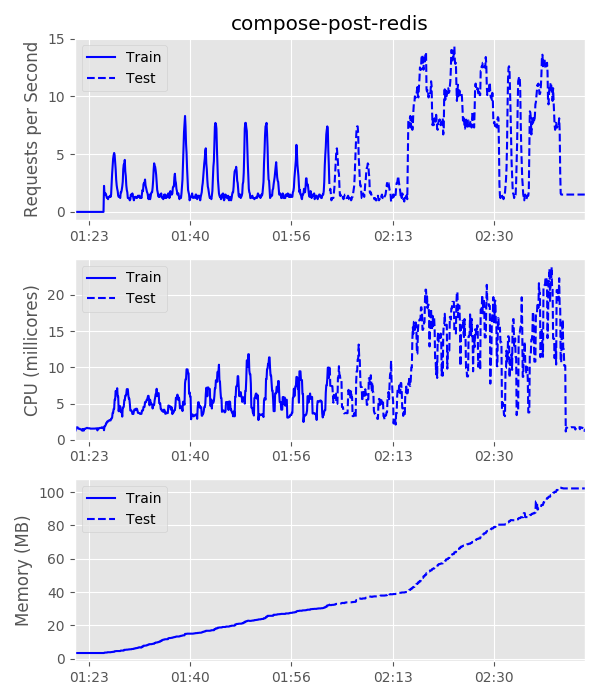 compose-post-redis
Requests per Second
15
10
5
0
Train
Test
01:23 01:40 01:56 02:13 02:30
CPU (millicores)
20
15
10
5
0
Train
Test
01:23 01:40 01:56 02:13 02:30
Memory (MB)
100
80
60
40
20
0
Train
Test
01:23 01:40 01:56 02:13 02:30